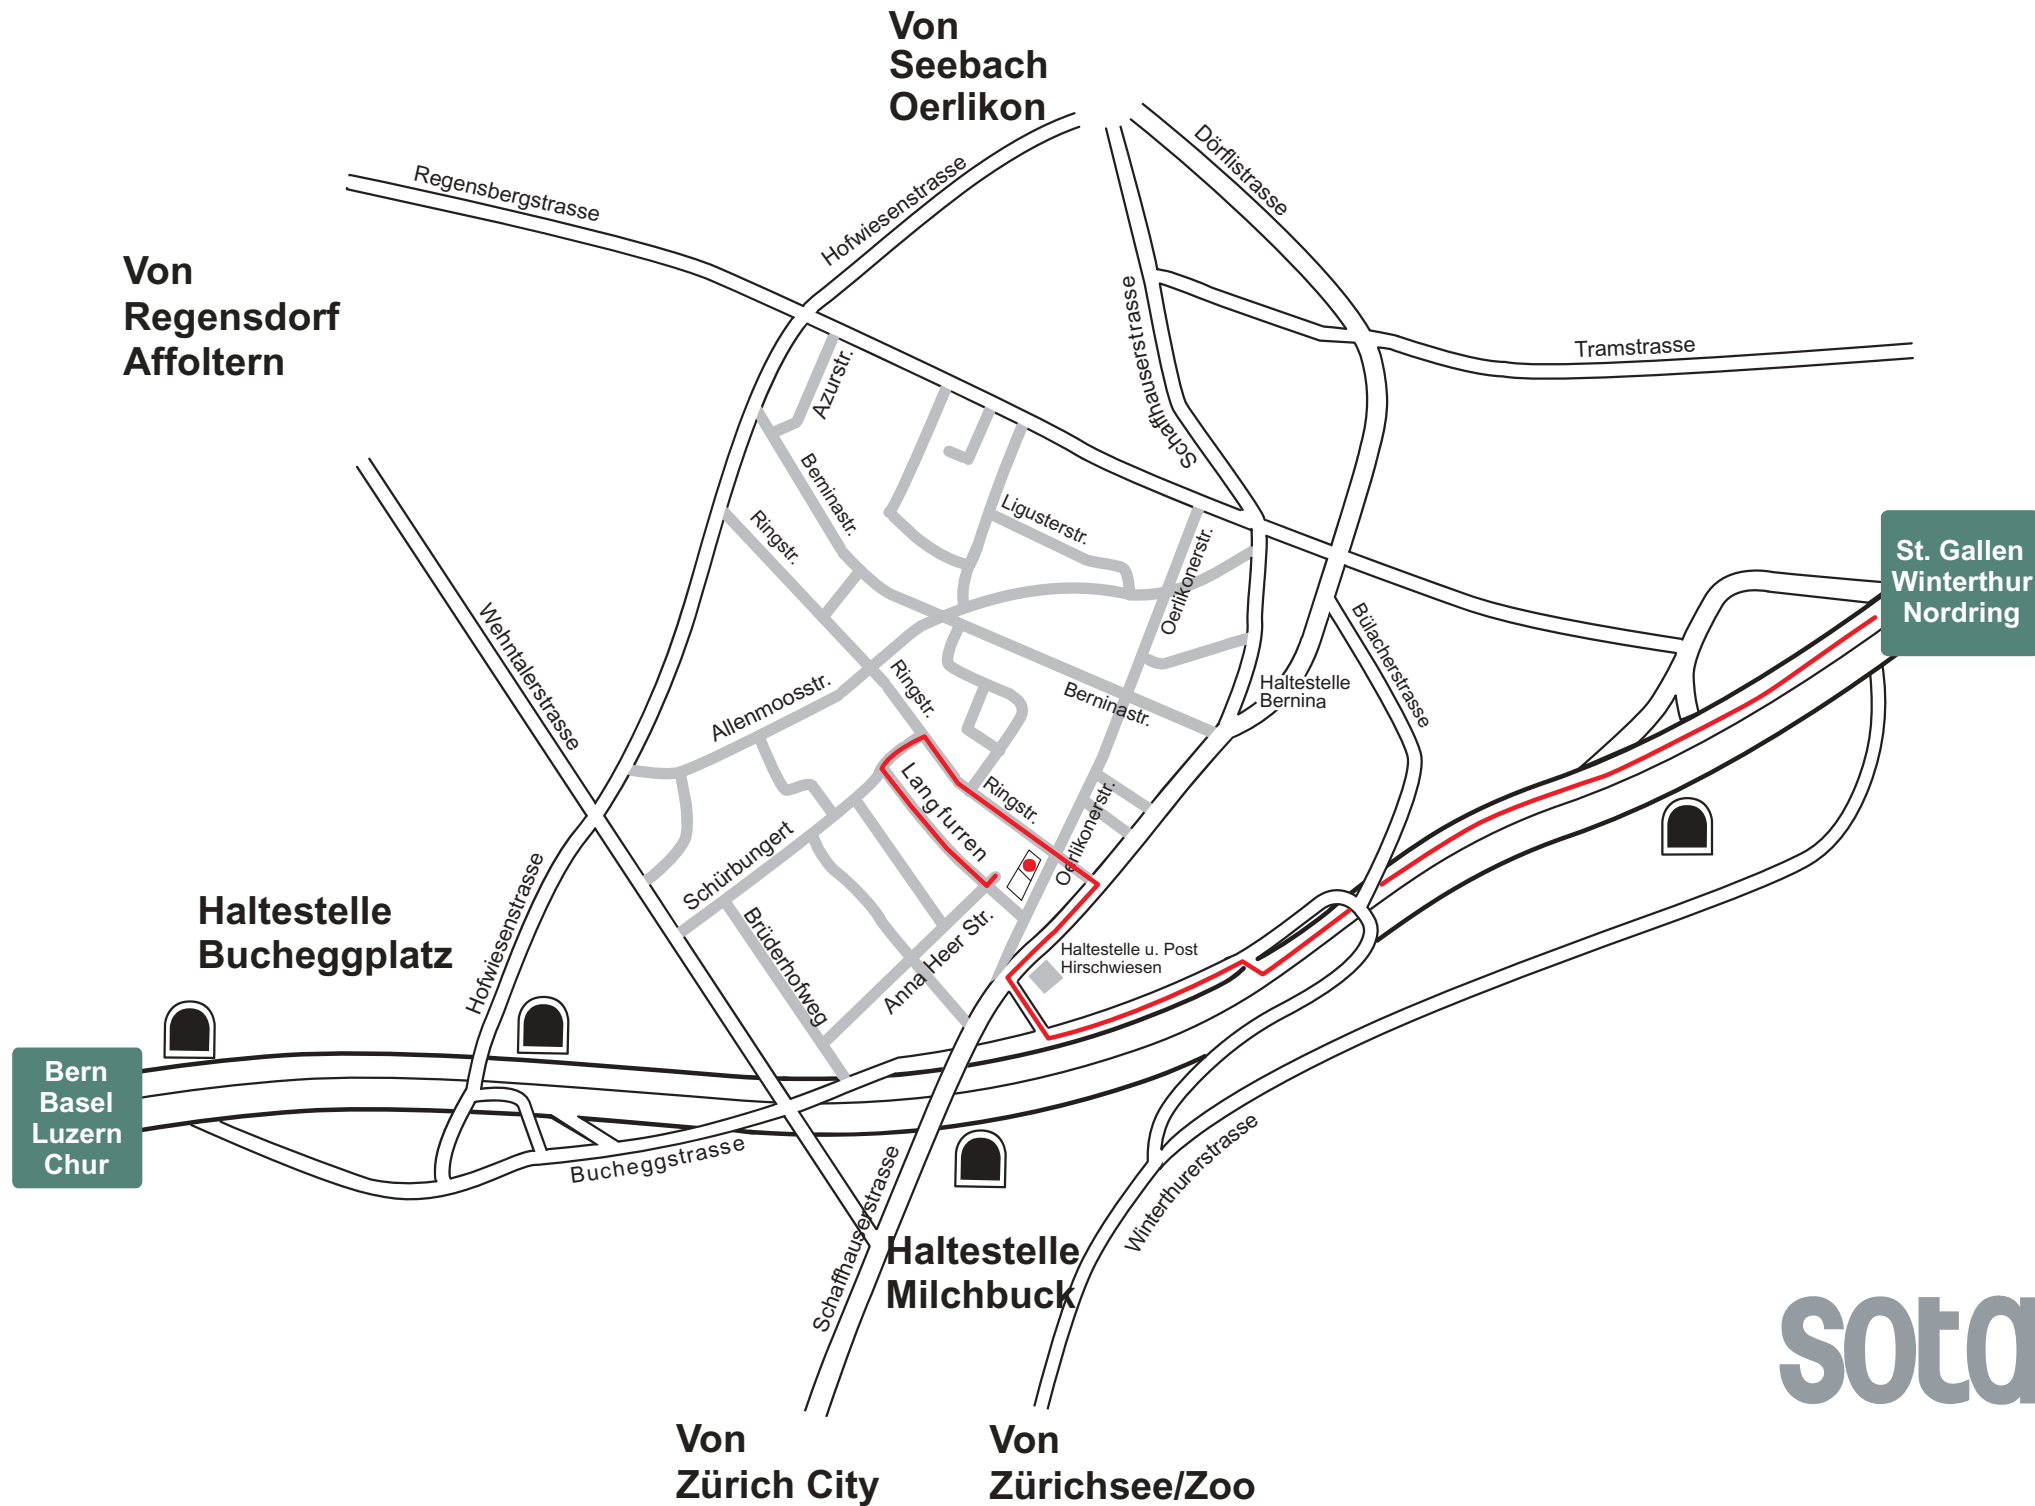 Von
Seebach
Oerlikon
Dörflistrasse
Regensbergstrasse
Hofwiesenstrasse
Von
Regensdorf
Affoltern
Schaffhauserstrasse
Tramstrasse
Azurstr.
Berninastr.
Ringstr.
Ligusterstr.
Oerlikonerstr.
St. Gallen
Winterthur
Nordring
Wehntalerstrasse
Bülacherstrasse
Ringstr.
Allenmoosstr.
Berninastr.
Haltestelle
Bernina
Langfurren
Ringstr.
Oerlikonerstr.
Schürbungert
Hofwiesenstrasse
Haltestelle
Bucheggplatz
Brüderhofweg
Anna Heer Str.
Haltestelle u. Post
Hirschwiesen
Bern
Basel
Luzern
Chur
Bucheggstrasse
Schaffhauserstrasse
Winterthurerstrasse
Haltestelle
Milchbuck
sota
Von
Zürich City
Von
Zürichsee/Zoo